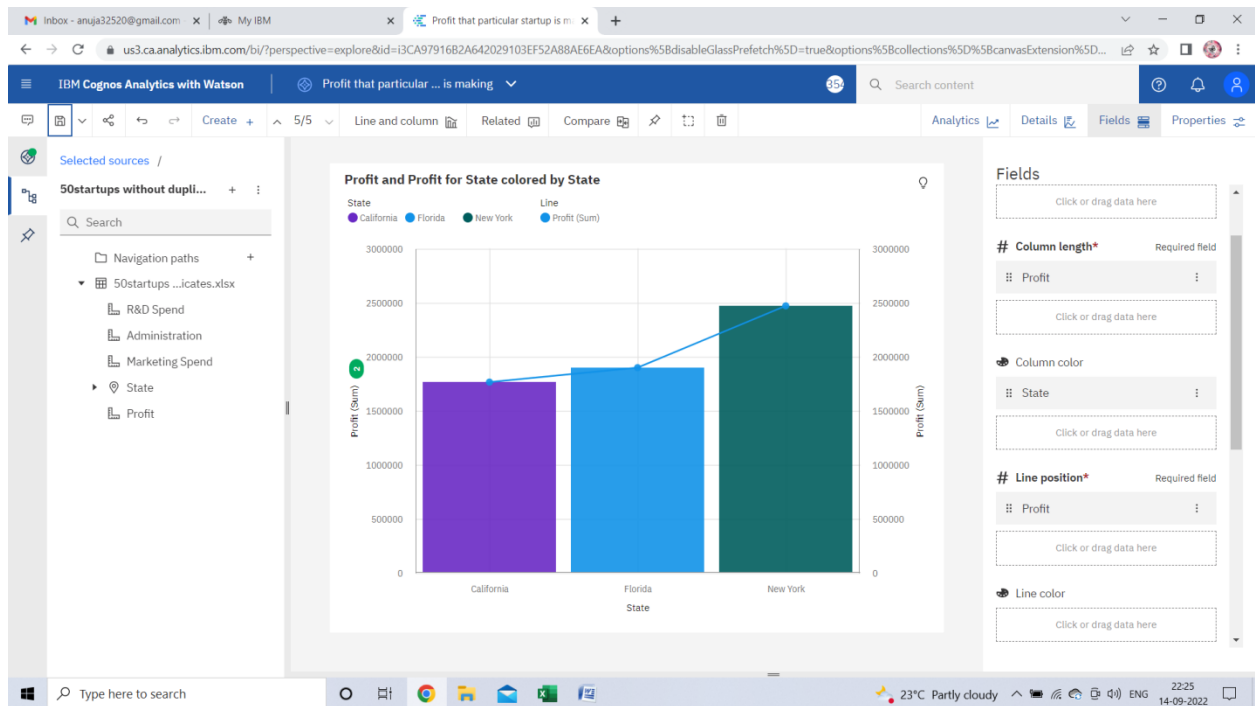 Inbox - anuja32520@gmail.com
My IBM
Profit that particular startup is m
us3.ca.analytics.ibm.com/bi/?perspective=explore&id=i3CA97916B2A642029103EF52A88AE6EA&options%5BdisableGlassPrefetch%5D=true&options%5Bcollections%5D%5BcanvasExtension%5D...
IBM Cognos Analytics with Watson
Profit that particular ... is making
354
Search content
Create +
5/5
Line and column
Related
Compare
Analytics
Details
Fields
Properties
Selected sources /
50startups without dupli...
Search
Navigation paths
50startups ...icates.xlsx
R&D Spend
Administration
Marketing Spend
State
Profit
Profit and Profit for State colored by State
State
Line
California
Florida
New York
Profit (Sum)
3000000
2500000
2000000
1500000
1000000
500000
0
2
Profit (Sum)
3000000
2500000
2000000
1500000
1000000
500000
0
Profit (Sum)
California
Florida
New York
State
Fields
Click or drag data here
# Column length*
Required field
Profit
Click or drag data here
Column color
State
Click or drag data here
# Line position*
Required field
Profit
Click or drag data here
Line color
Click or drag data here
Type here to search
23°C Partly cloudy
ENG
22:25
14-09-2022